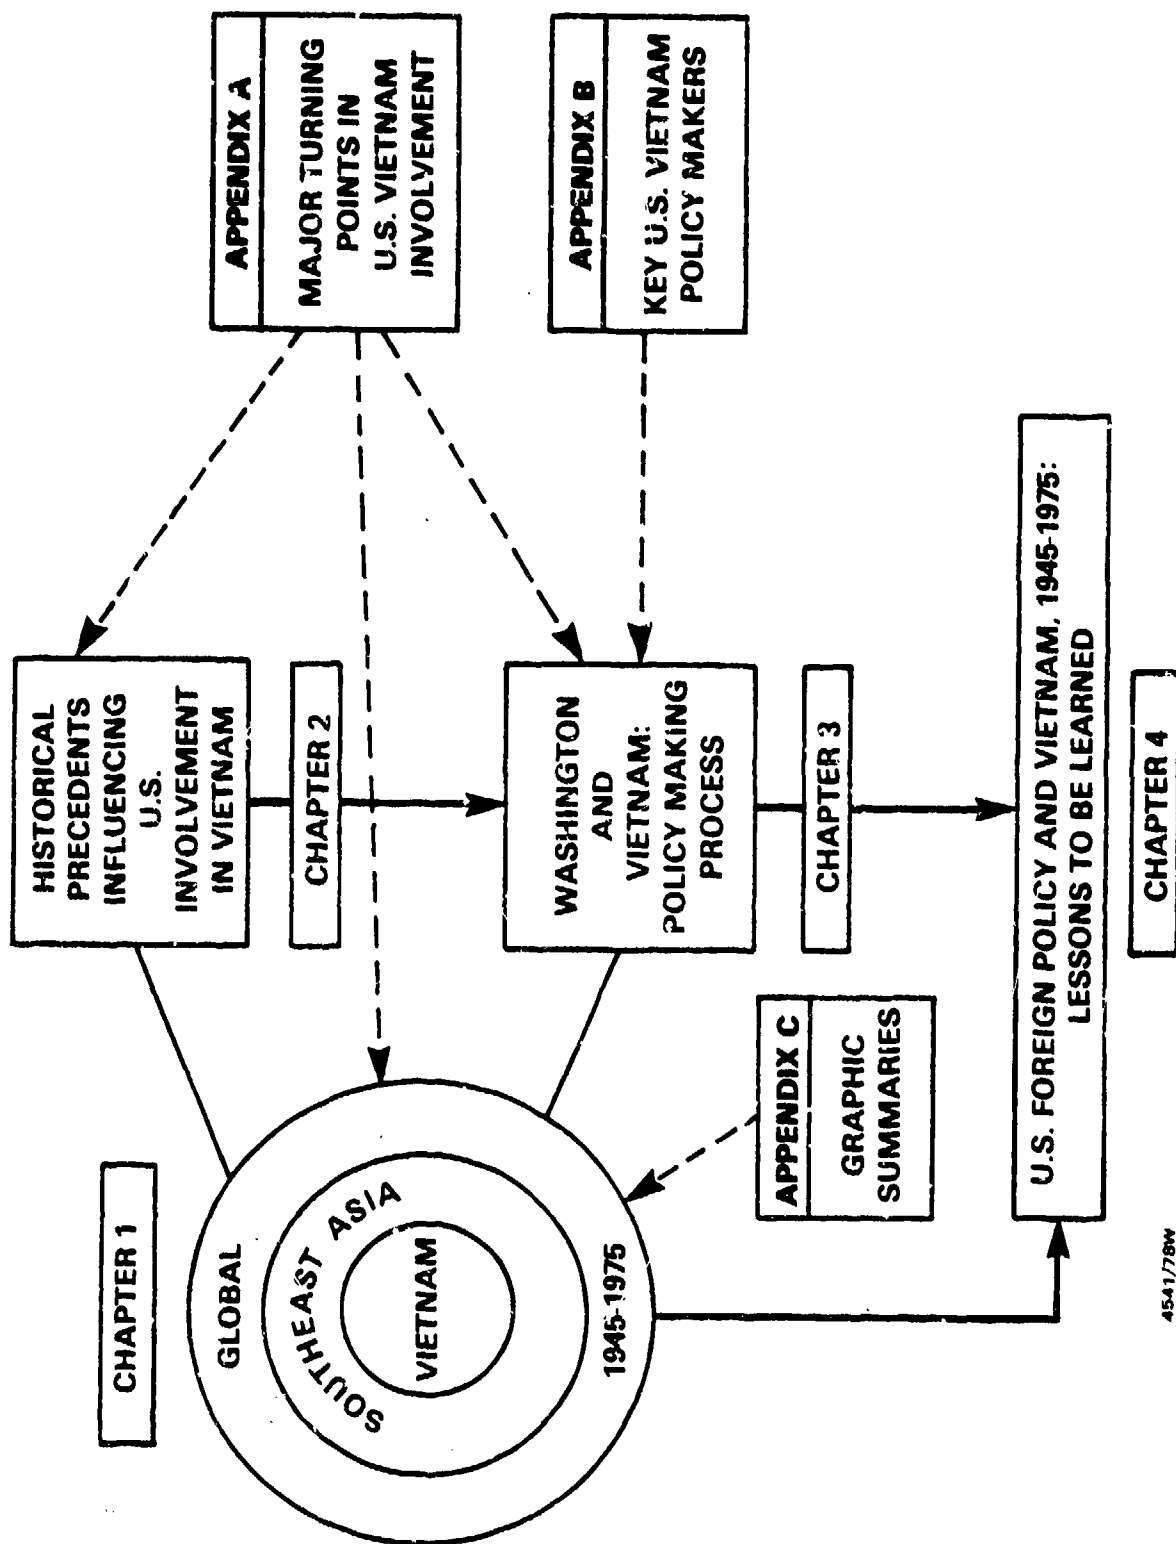 CHAPTER 1
GLOBAL
SOUTHEAST ASIA
VIETNAM
1945-1975
HISTORICAL
PRECEDENTS
INFLUENCING
U.S.
INVOLVEMENT
IN VIETNAM
CHAPTER 2
APPENDIX A
MAJOR TURNING
POINTS IN
U.S. VIETNAM
INVOLVEMENT
WASHINGTON
AND
VIETNAM:
POLICY MAKING
PROCESS
CHAPTER 3
APPENDIX B
KEY U.S. VIETNAM
POLICY MAKERS
APPENDIX C
GRAPHIC
SUMMARIES
U.S. FOREIGN POLICY AND VIETNAM, 1945-1975:
LESSONS TO BE LEARNED
CHAPTER 4
4541/78W